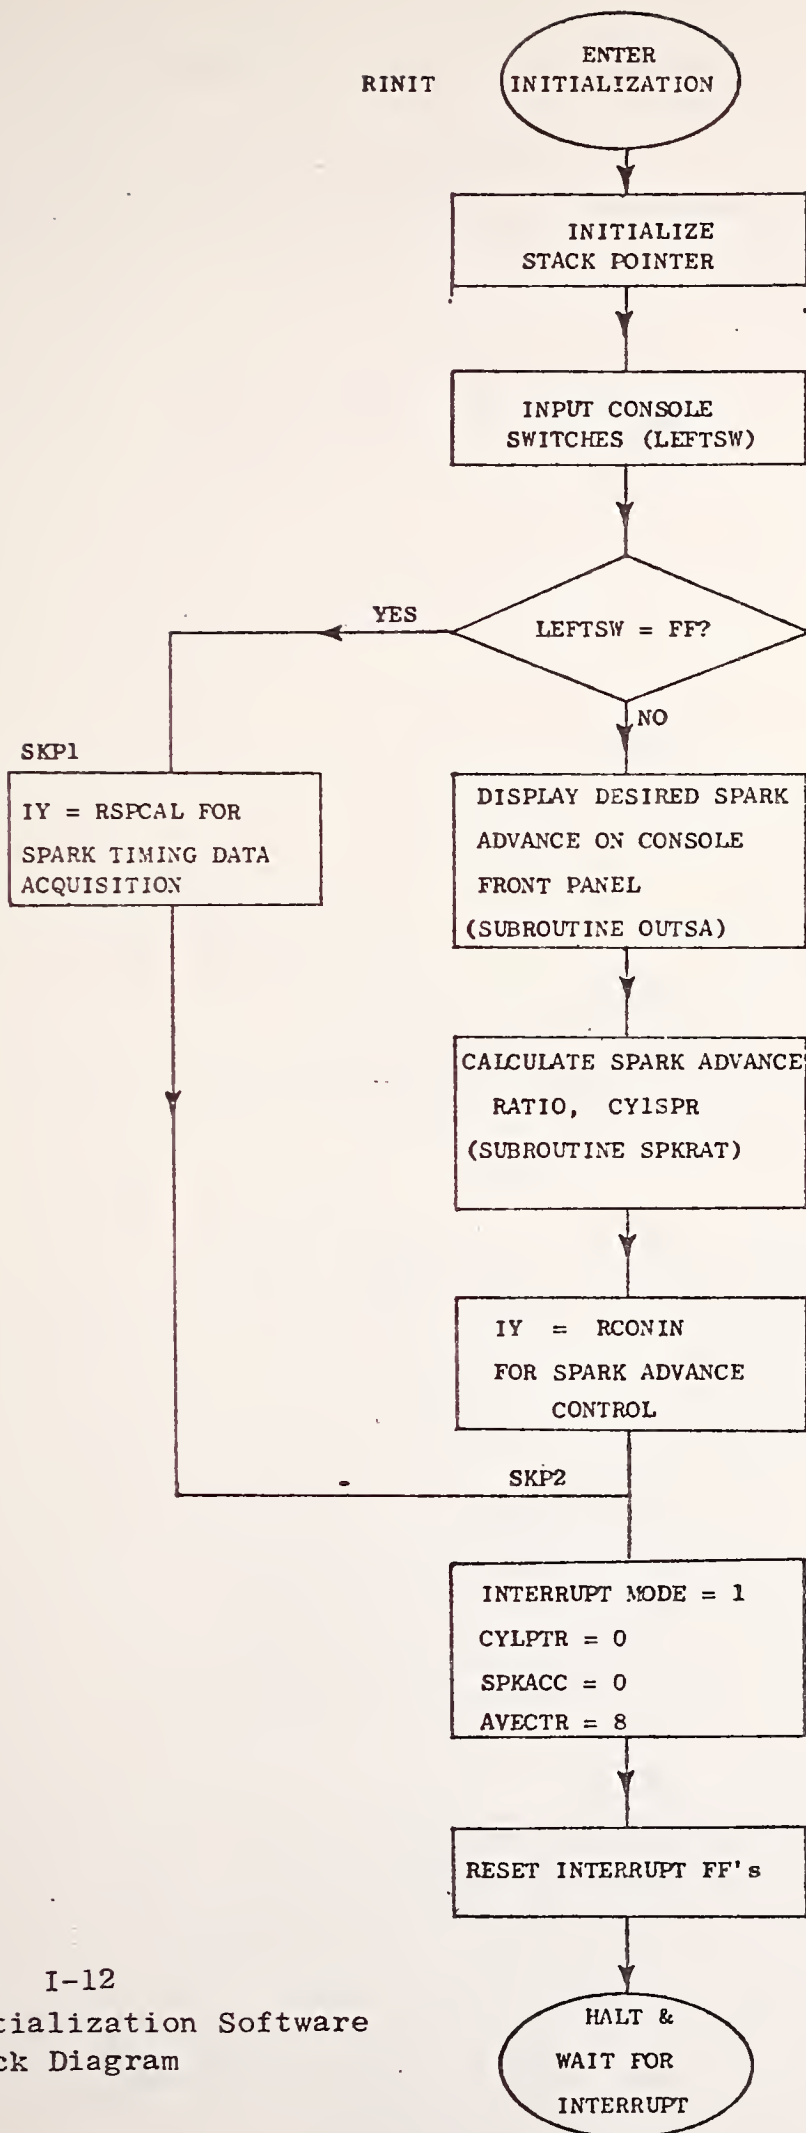 RINIT
ENTER
INITIALIZATION
INITIALIZE
STACK POINTER
INPUT CONSOLE
SWITCHES (LEFTSW)
LEFTSW = FF?
YES
NO
SKP1
IY = RSPCAL FOR
SPARK TIMING DATA
ACQUISITION
DISPLAY DESIRED SPARK
ADVANCE ON CONSOLE
FRONT PANEL
(SUBROUTINE OUTSA)
CALCULATE SPARK ADVANCE
RATIO, CY1SPR
(SUBROUTINE SPKRAT)
IY = RCONIN
FOR SPARK ADVANCE
CONTROL
SKP2
INTERRUPT MODE = 1
CYLPTR = 0
SPKACC = 0
AVECTR = 8
RESET INTERRUPT FF's
HALT &
WAIT FOR
INTERRUPT
I-12
tialization Software
ck Diagram